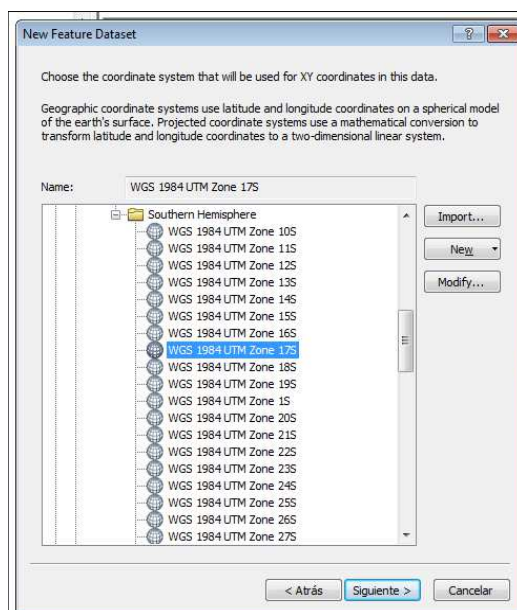 New Feature Dataset
Choose the coordinate system that will be used for XY coordinates in this data.
Geographic coordinate systems use latitude and longitude coordinates on a spherical model
of the earth's surface. Projected coordinate systems use a mathematical conversion to
transform latitude and longitude coordinates to a two-dimensional linear system.
Name: WGS 1984 UTM Zone 17S
Southern Hemisphere
WGS 1984 UTM Zone 10S
WGS 1984 UTM Zone 11S
WGS 1984 UTM Zone 12S
WGS 1984 UTM Zone 13S
WGS 1984 UTM Zone 14S
WGS 1984 UTM Zone 15S
WGS 1984 UTM Zone 16S
WGS 1984 UTM Zone 17S
WGS 1984 UTM Zone 18S
WGS 1984 UTM Zone 19S
WGS 1984 UTM Zone 1S
WGS 1984 UTM Zone 20S
WGS 1984 UTM Zone 21S
WGS 1984 UTM Zone 22S
WGS 1984 UTM Zone 23S
WGS 1984 UTM Zone 24S
WGS 1984 UTM Zone 25S
WGS 1984 UTM Zone 26S
WGS 1984 UTM Zone 27S
Import...
New
Modify...
< Atrás
Siguiente >
Cancelar